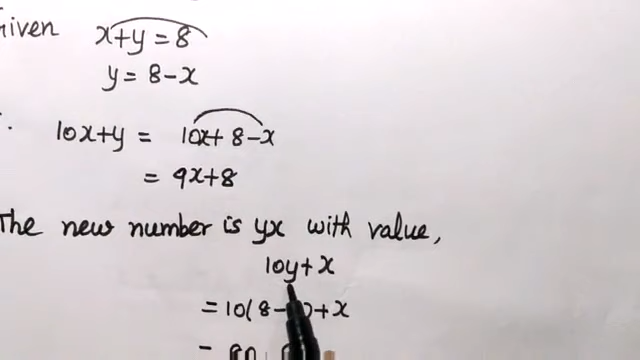 Given x+y = 8
y = 8-x
10x+y = 10x+ 8-x
= 9x+8
The new number is yx with value,
10y+x
= 10( 8- )+x
=